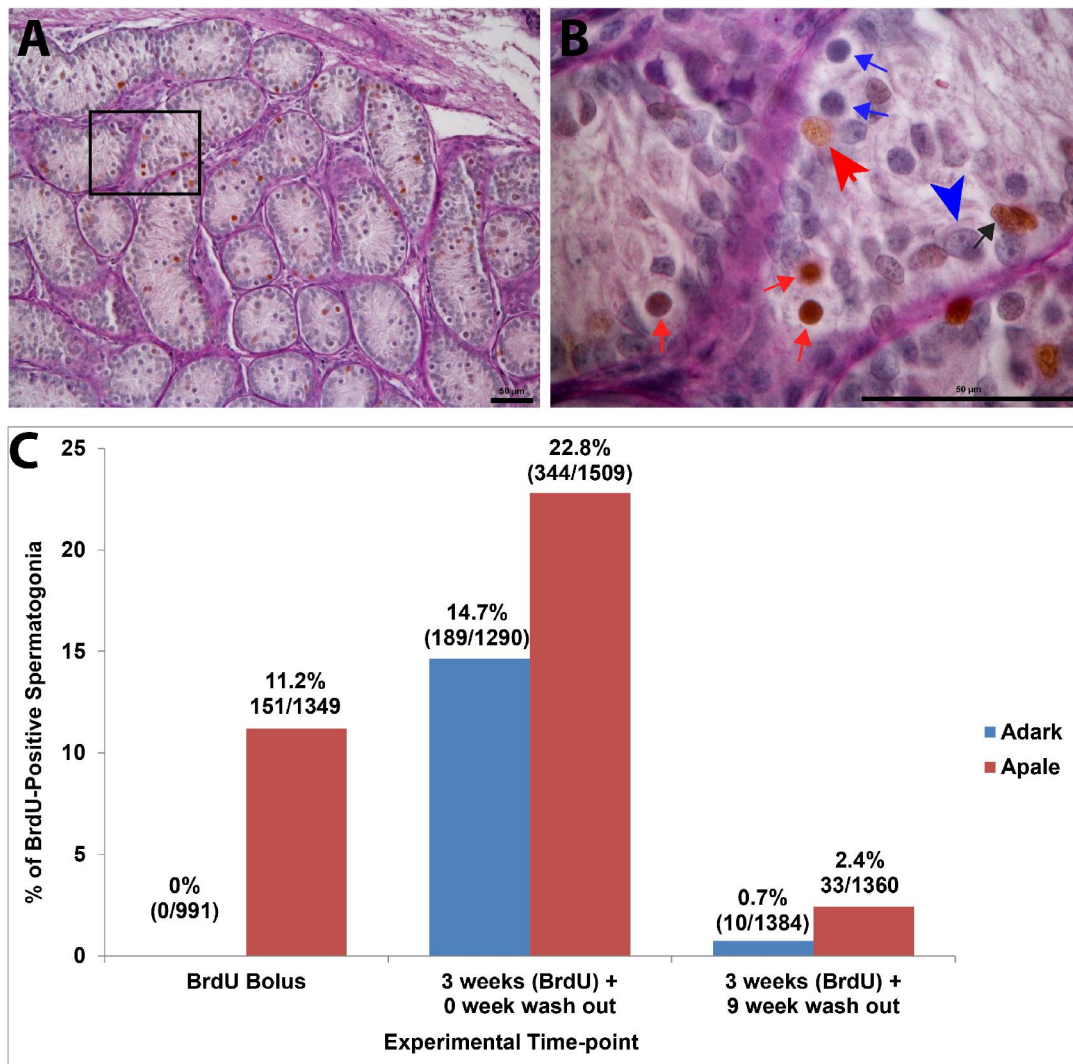 A
B
50 µm
50 µm
C
% of BrdU-Positive Spermatogonia
25
20
15
10
5
0
0%
(0/991)
11.2%
151/1349
14.7%
(189/1290)
22.8%
(344/1509)
0.7%
(10/1384)
2.4%
33/1360
Adark
Apale
BrdU Bolus
3 weeks (BrdU) +
0 week wash out
3 weeks (BrdU) +
9 week wash out
Experimental Time-point